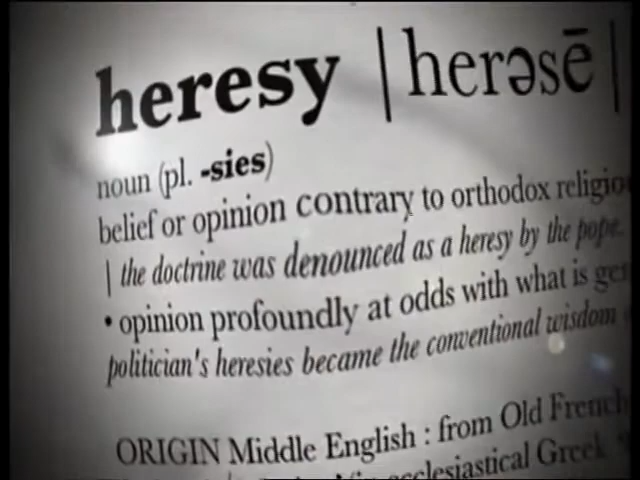 heresy |herəsē|
noun (pl. -sies)
belief or opinion contrary to orthodox religio
| the doctrine was denounced as a heresy by the pope.
• opinion profoundly at odds with what is ge
politician's heresies became the conventional wisdom
ORIGIN Middle English : from Old French
ecclesiastical Greek